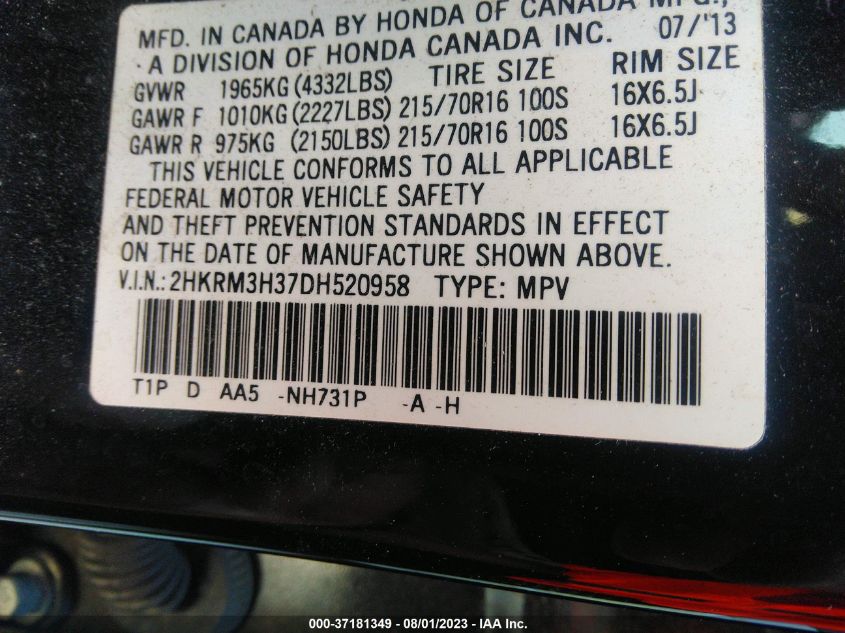 MFD. IN CANADA BY HONDA OF CANADA MFG.,
A DIVISION OF HONDA CANADA INC. 07/'13
GVWR 1965KG (4332LBS) TIRE SIZE RIM SIZE
GAWR F 1010KG (2227LBS) 215/70R16 100S 16X6.5J
GAWR R 975KG (2150LBS) 215/70R16 100S 16X6.5J
THIS VEHICLE CONFORMS TO ALL APPLICABLE
FEDERAL MOTOR VEHICLE SAFETY
AND THEFT PREVENTION STANDARDS IN EFFECT
ON THE DATE OF MANUFACTURE SHOWN ABOVE.
V.I.N.: 2HKRM3H37DH520958 TYPE: MPV
T1P D AA5 -NH731P -A -H
000-37181349 - 08/01/2023 - IAA Inc.